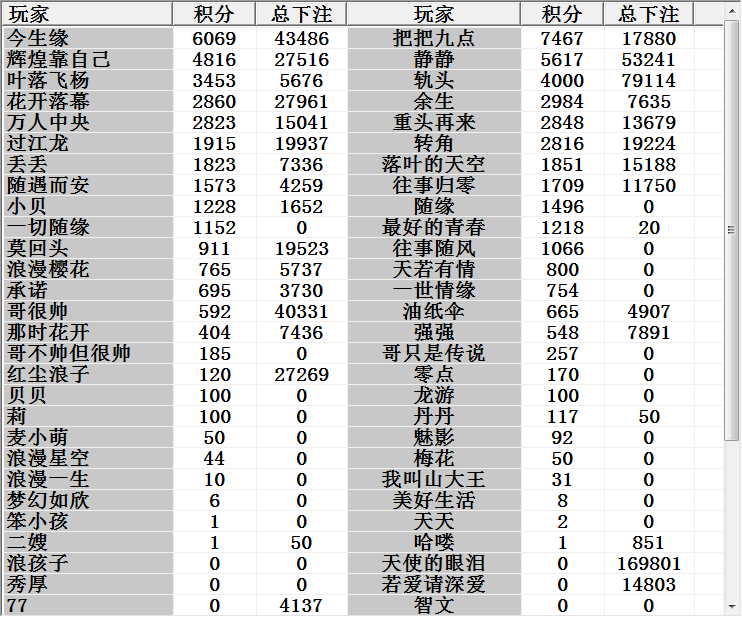 玩家 积分 总下注 玩家 积分 总下注
今生缘 6069 43486 把把九点 7467 17880
辉煌靠自己 4816 27516 静静 5617 53241
叶落飞杨 3453 5676 轨头 4000 79114
花开落幕 2860 27961 余生 2984 7635
万人中央 2823 15041 重头再来 2848 13679
过江龙 1915 19937 转角 2816 19224
丢丢 1823 7336 落叶的天空 1851 15188
随遇而安 1573 4259 往事归零 1709 11750
小贝 1228 1652 随缘 1496 0
一切随缘 1152 0 最好的青春 1218 20
莫回头 911 19523 往事随风 1066 0
浪漫樱花 765 5737 天若有情 800 0
承诺 695 3730 一世情缘 754 0
哥很帅 592 40331 油纸伞 665 4907
那时花开 404 7436 强强 548 7891
哥不帅但很帅 185 0 哥只是传说 257 0
红尘浪子 120 27269 零点 170 0
贝贝 100 0 龙游 100 0
莉 100 0 丹丹 117 50
麦小萌 50 0 魅影 92 0
浪漫星空 44 0 梅花 50 0
浪漫一生 10 0 我叫山大王 31 0
梦幻如欣 6 0 美好生活 8 0
笨小孩 1 0 天天 2 0
二嫂 1 50 哈喽 1 851
浪孩子 0 0 天使的眼泪 0 169801
秀厚 0 0 若爱请深爱 0 14803
77 0 4137 智文 0 0